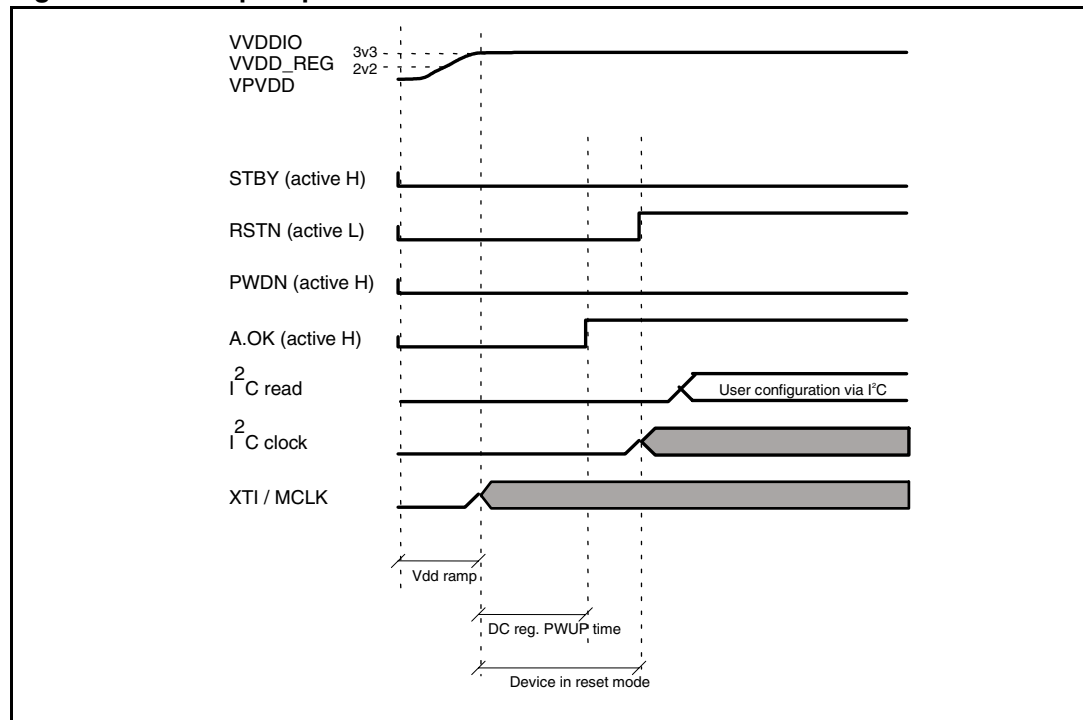 VVDDIO
VVDD_REG
VPVDD
3v3
2v2
STBY (active H)
RSTN (active L)
PWDN (active H)
A.OK (active H)
I²C read
User configuration via I²C
I²C clock
XTI / MCLK
Vdd ramp
DC reg. PWUP time
Device in reset mode